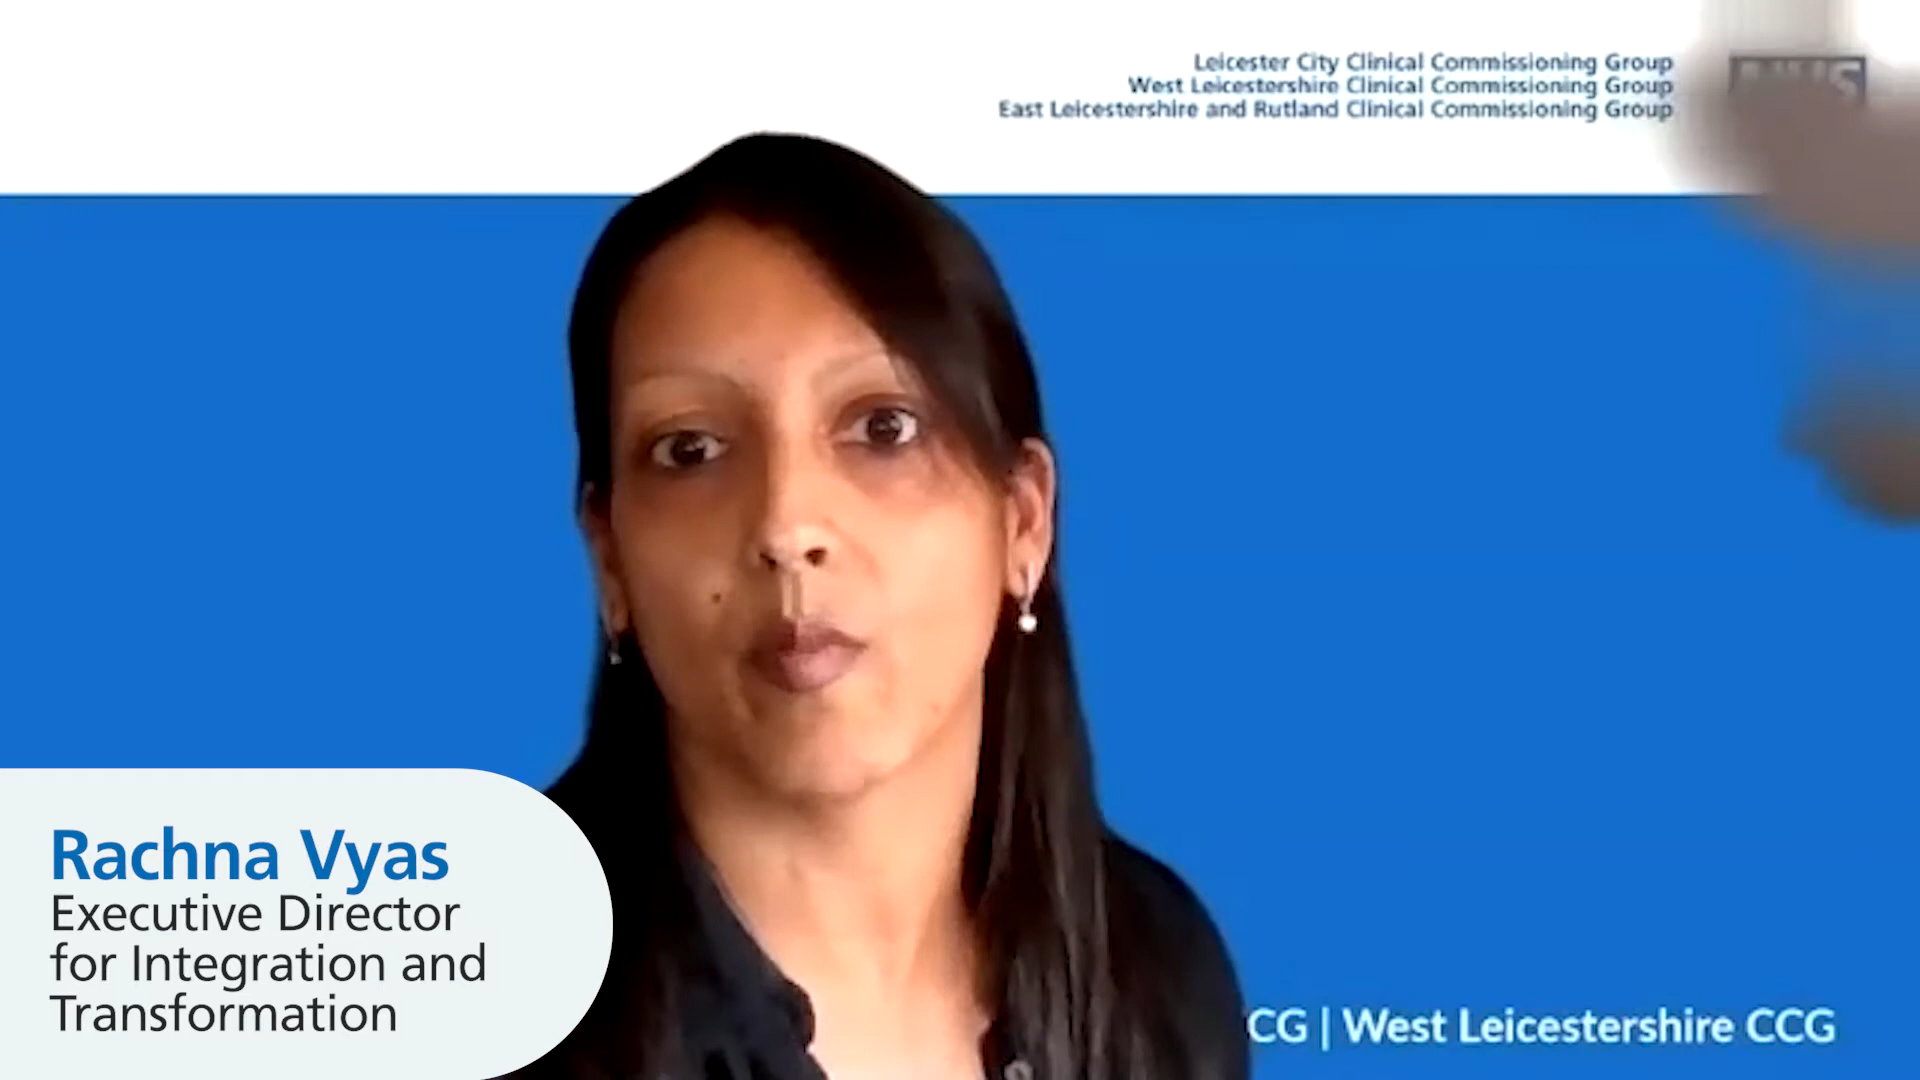 Leicester City Clinical Commissioning Group
West Leicestershire Clinical Commissioning Group
East Leicestershire and Rutland Clinical Commissioning Group
Rachna Vyas
Executive Director
for Integration and
Transformation
CG | West Leicestershire CCG